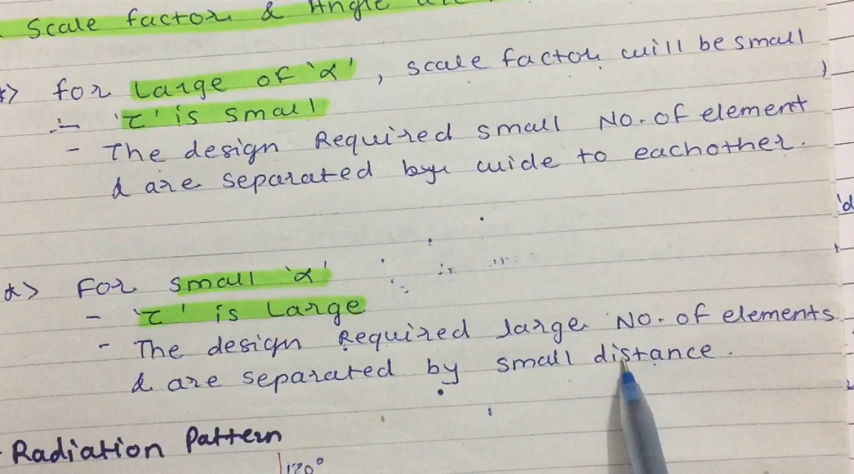 Scale factor & Angle
*> for large of 'α', scale factor will be small
∴ 'τ' is small
- The design Required small No. of element
& are separated by wide to eachother.
*> For small 'α'
- 'τ' is Large
- The design Required large No. of elements
& are separated by small distance.
Radiation Pattern
120°
'd